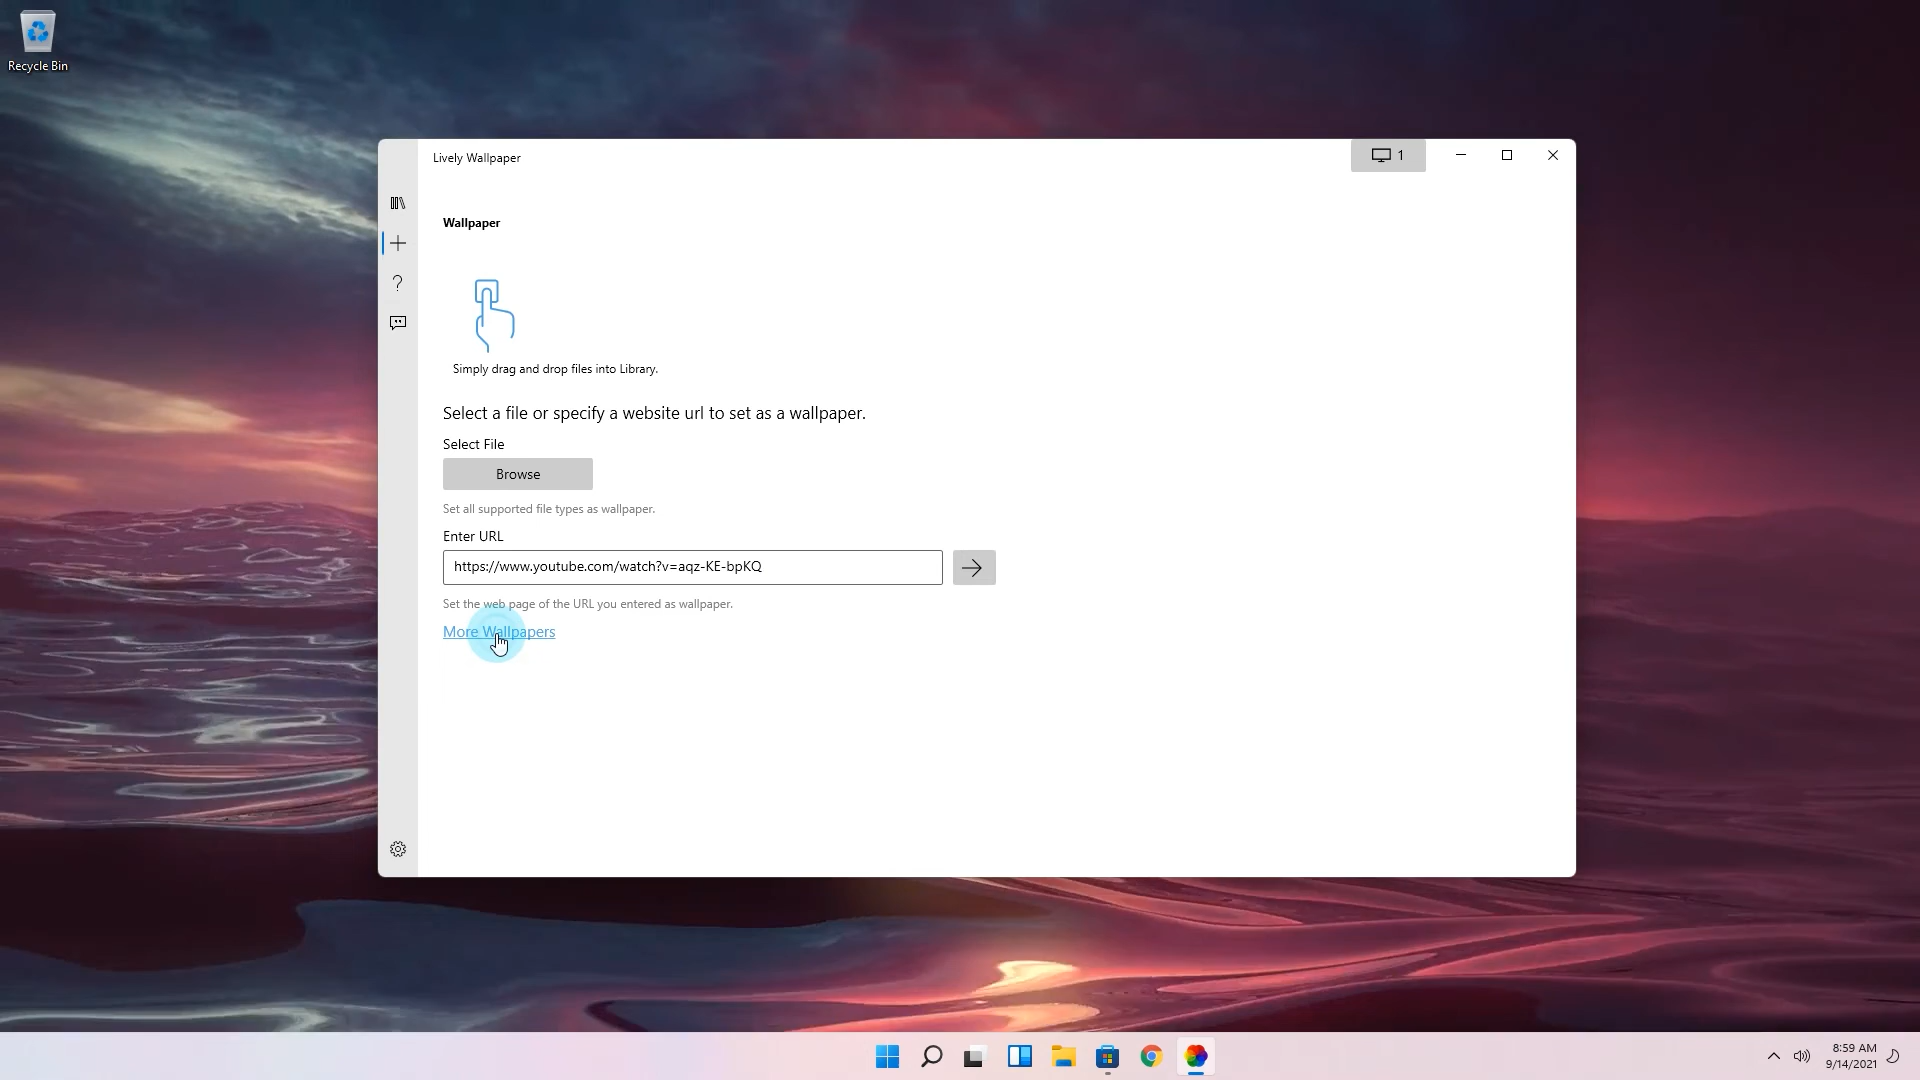 Recycle Bin
Lively Wallpaper
1
Wallpaper
Simply drag and drop files into Library.
Select a file or specify a website url to set as a wallpaper.
Select File
Browse
Set all supported file types as wallpaper.
Enter URL
https://www.youtube.com/watch?v=aqz-KE-bpKQ
Set the web page of the URL you entered as wallpaper.
More Wallpapers
8:59 AM
9/14/2021